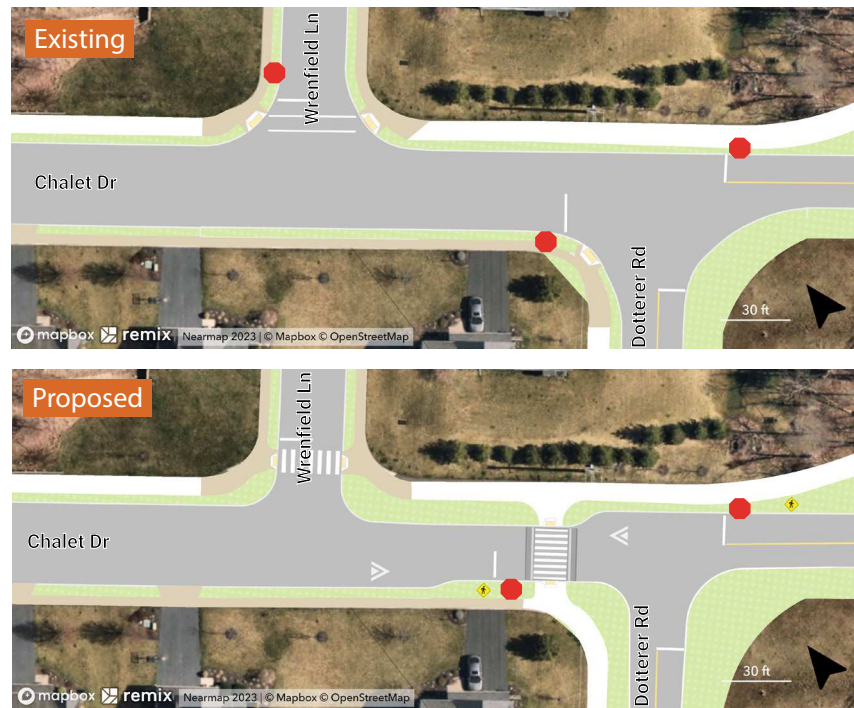 Existing
Wrenfield Ln
Chalet Dr
Dotterer Rd
30 ft
mapbox remix Nearmap 2023 | © Mapbox © OpenStreetMap
Proposed
Wrenfield Ln
Chalet Dr
Dotterer Rd
30 ft
mapbox remix Nearmap 2023 | © Mapbox © OpenStreetMap